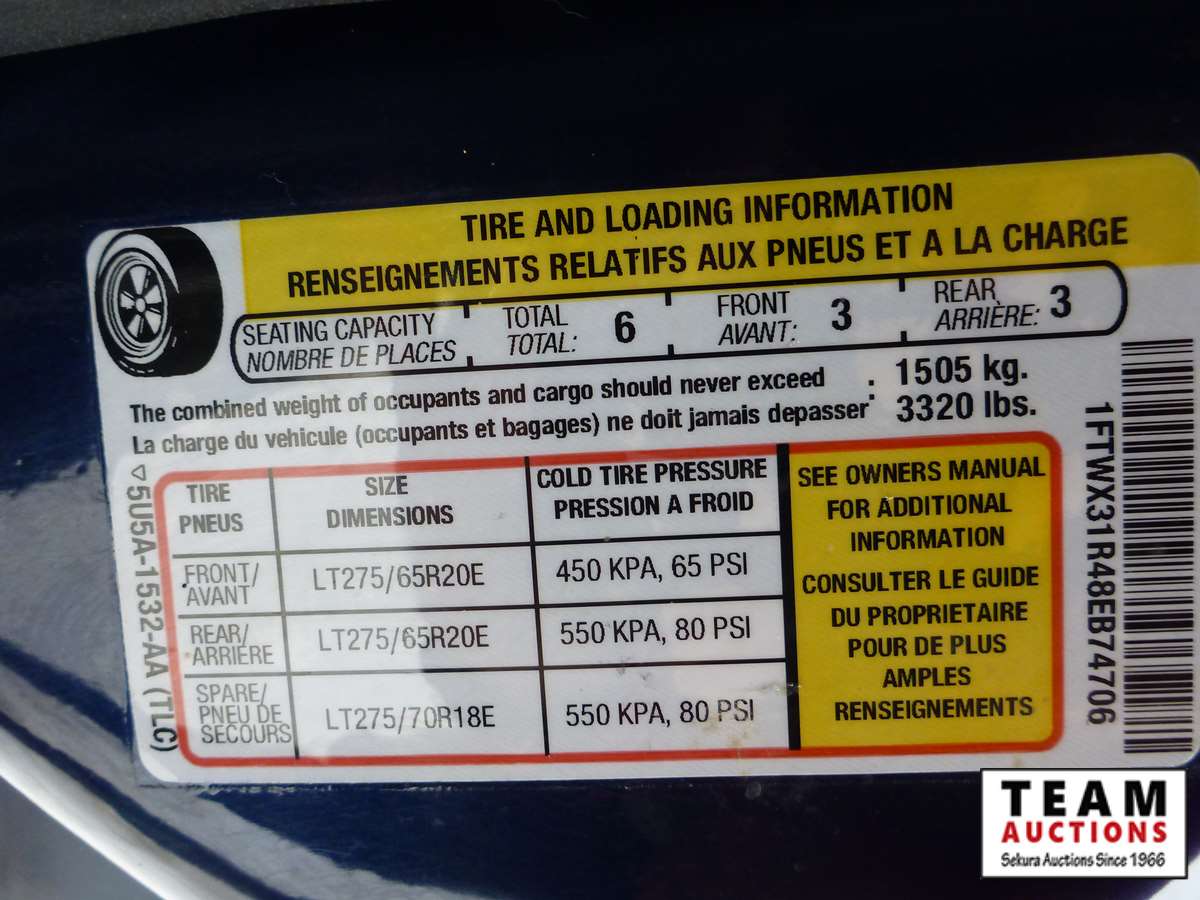 TIRE AND LOADING INFORMATION
RENSEIGNEMENTS RELATIFS AUX PNEUS ET A LA CHARGE
SEATING CAPACITY
NOMBRE DE PLACES
TOTAL
TOTAL: 6
FRONT
AVANT: 3
REAR
ARRIÈRE: 3
The combined weight of occupants and cargo should never exceed : 1505 kg.
La charge du vehicule (occupants et bagages) ne doit jamais depasser : 3320 lbs.
TIRE
PNEUS
SIZE
DIMENSIONS
COLD TIRE PRESSURE
PRESSION A FROID
FRONT/
AVANT
LT275/65R20E
450 KPA, 65 PSI
REAR/
ARRIÈRE
LT275/65R20E
550 KPA, 80 PSI
SPARE/
PNEU DE
SECOURS
LT275/70R18E
550 KPA, 80 PSI
SEE OWNERS MANUAL
FOR ADDITIONAL
INFORMATION
CONSULTER LE GUIDE
DU PROPRIETAIRE
POUR DE PLUS
AMPLES
RENSEIGNEMENTS
5U5A-1532-AA (TLC)
1FTWX31R48EB74706
TEAM
AUCTIONS
Sekura Auctions Since 1966